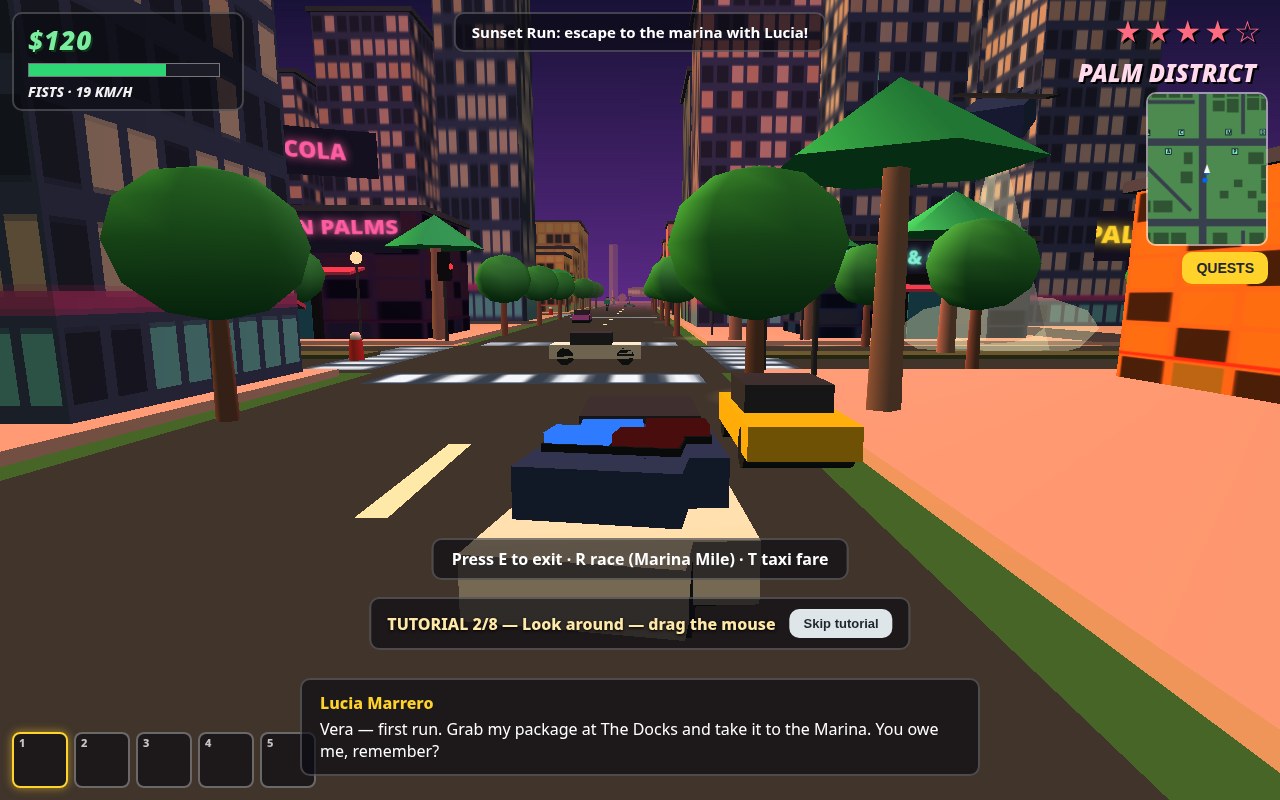 $120
FISTS · 19 KM/H
Sunset Run: escape to the marina with Lucia!
PALM DISTRICT
QUESTS
COLA
N PALMS
&
PAL
Press E to exit · R race (Marina Mile) · T taxi fare
TUTORIAL 2/8 — Look around — drag the mouse
Skip tutorial
Lucia Marrero
Vera — first run. Grab my package at The Docks and take it to the Marina. You owe
me, remember?
1 2 3 4 5